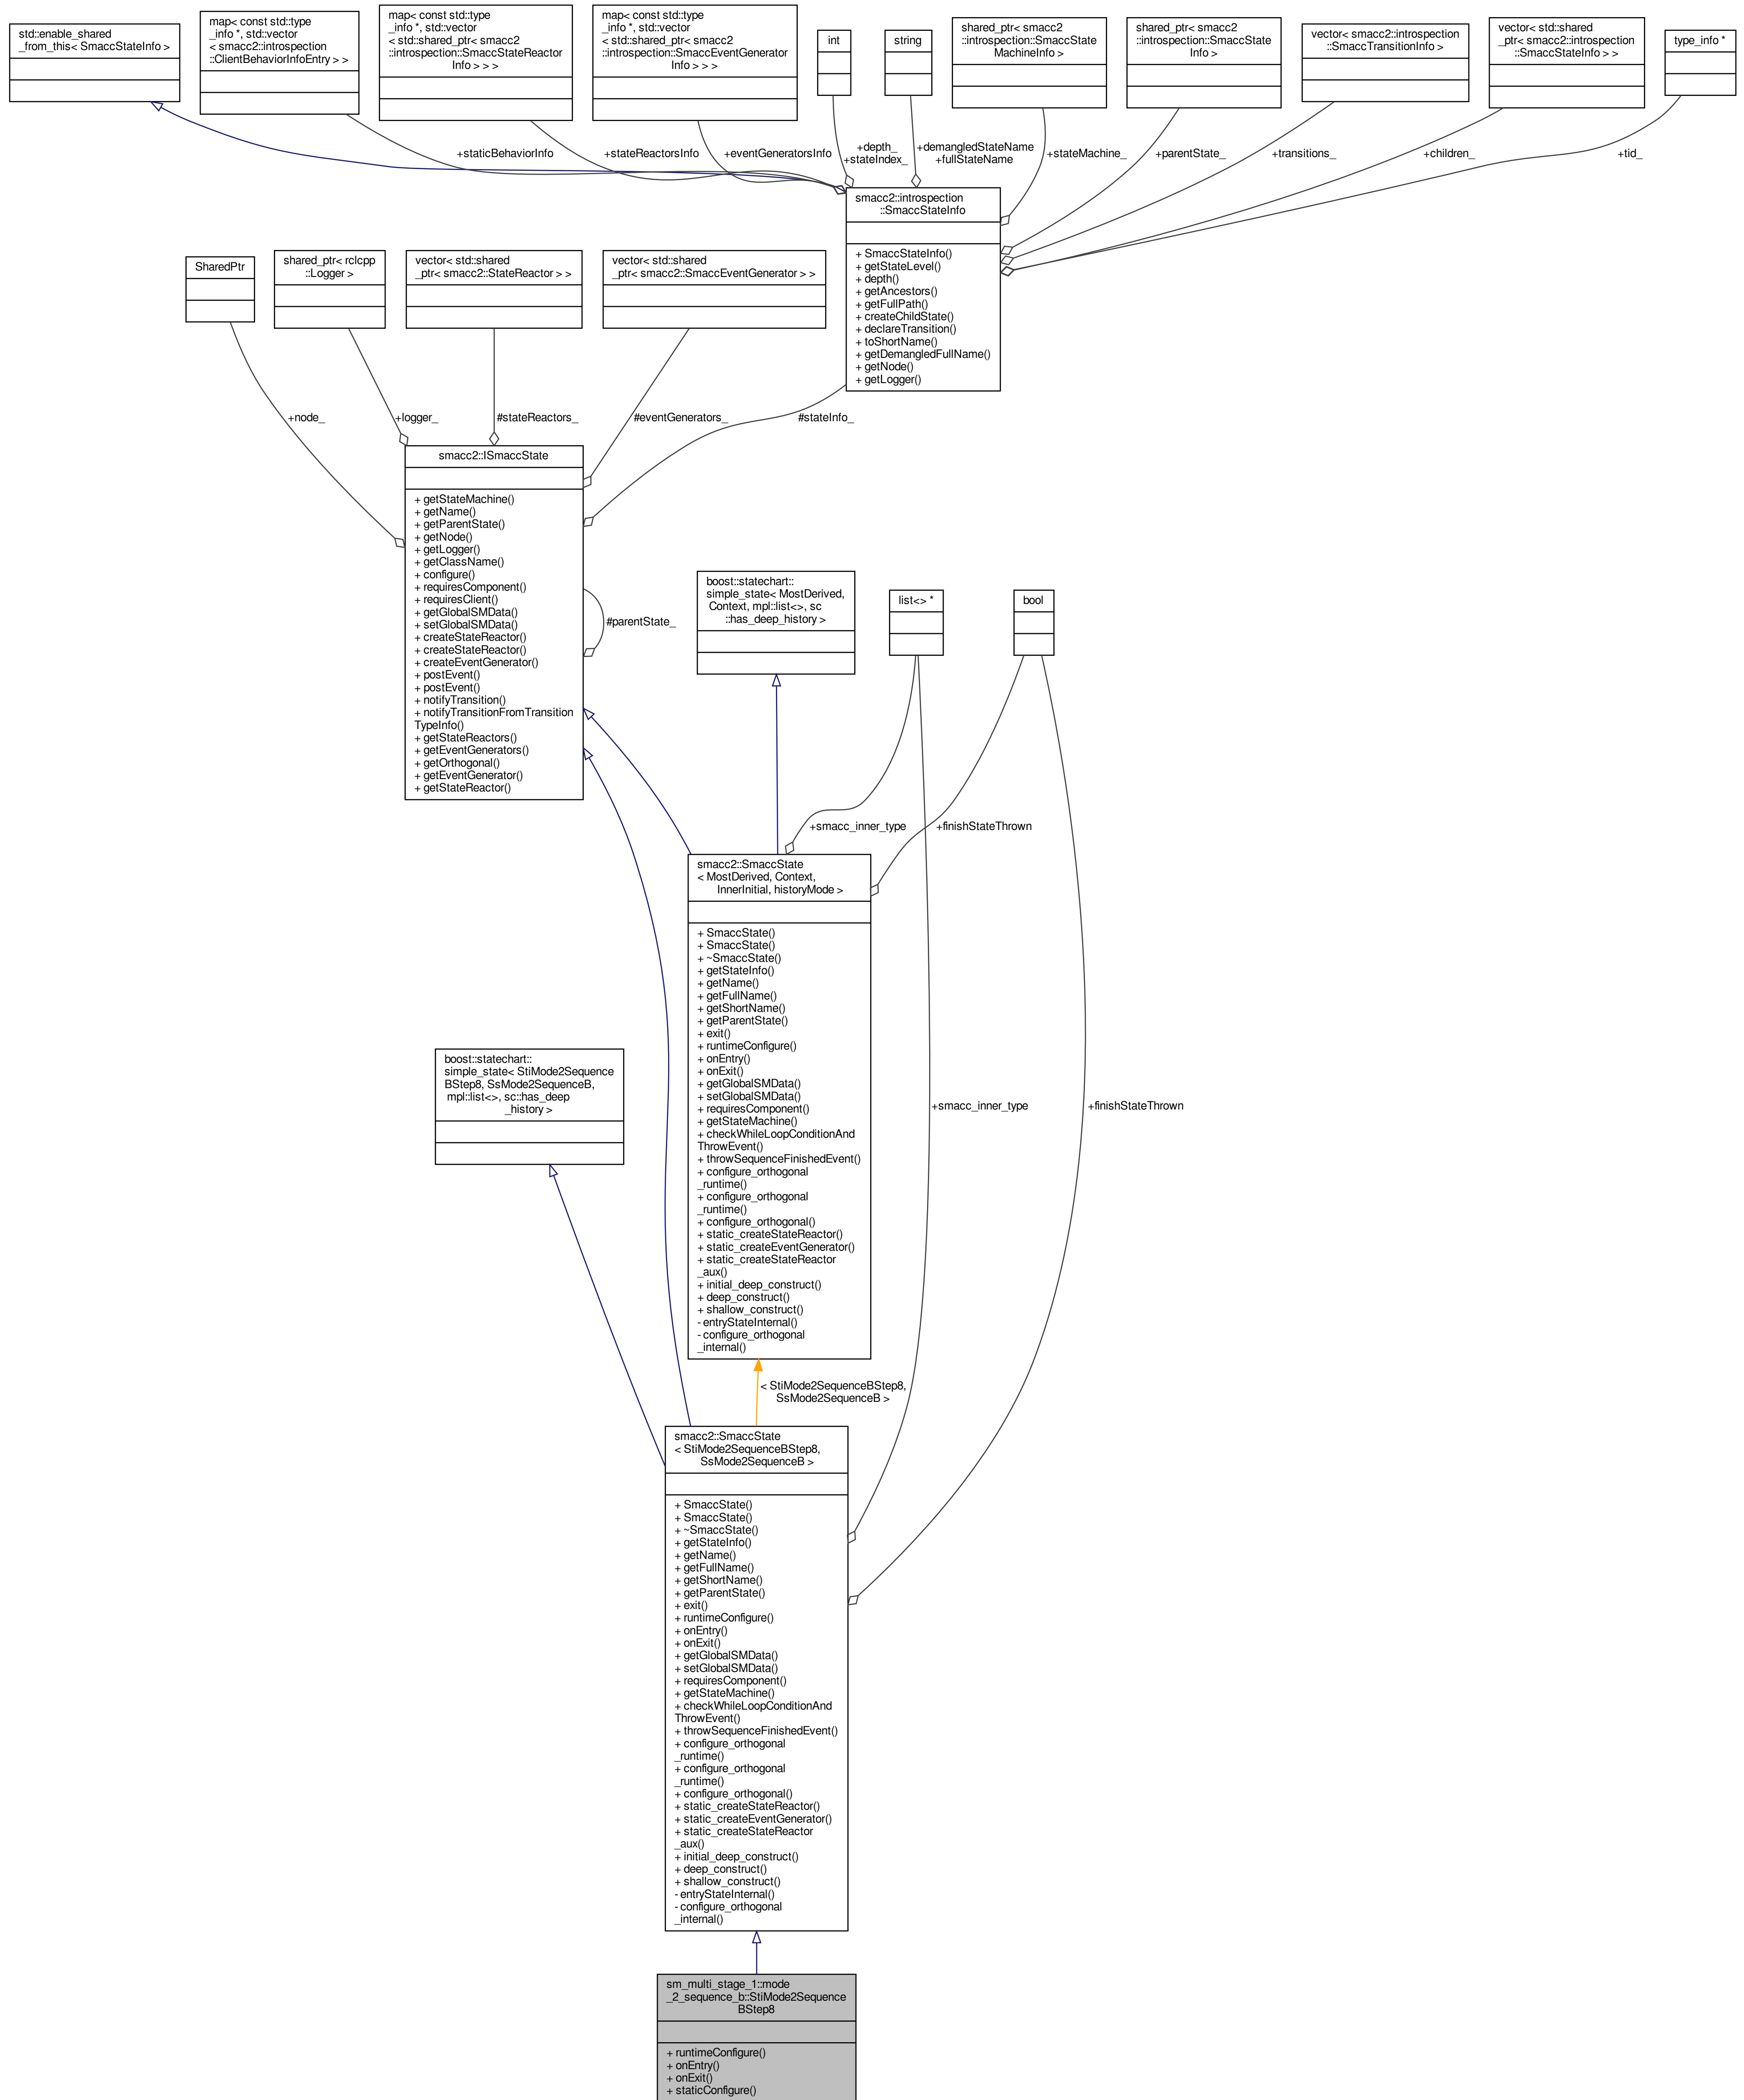 std::enable_shared
_from_this< SmaccStateInfo >
map< const std::type
_info *, std::vector
< smacc2::introspection
::ClientBehaviorInfoEntry > >
map< const std::type
_info *, std::vector
< std::shared_ptr< smacc2
::introspection::SmaccStateReactor
Info > > >
map< const std::type
_info *, std::vector
< std::shared_ptr< smacc2
::introspection::SmaccEventGenerator
Info > > >
int
string
shared_ptr< smacc2
::introspection::SmaccState
MachineInfo >
shared_ptr< smacc2
::introspection::SmaccState
Info >
vector< smacc2::introspection
::SmaccTransitionInfo >
vector< std::shared
_ptr< smacc2::introspection
::SmaccStateInfo > >
type_info *
+staticBehaviorInfo
+stateReactorsInfo
+eventGeneratorsInfo
+depth_
+stateIndex_
+demangledStateName
+fullStateName
+stateMachine_
+parentState_
+transitions_
+children_
+tid_
smacc2::introspection
::SmaccStateInfo
+ SmaccStateInfo()
+ getStateLevel()
+ depth()
+ getAncestors()
+ getFullPath()
+ createChildState()
+ declareTransition()
+ toShortName()
+ getDemangledFullName()
+ getNode()
+ getLogger()
SharedPtr
shared_ptr< rclcpp
::Logger >
vector< std::shared
_ptr< smacc2::StateReactor > >
vector< std::shared
_ptr< smacc2::SmaccEventGenerator > >
+node_
+logger_
#stateReactors_
#eventGenerators_
#stateInfo_
smacc2::ISmaccState
+ getStateMachine()
+ getName()
+ getParentState()
+ getNode()
+ getLogger()
+ getClassName()
+ configure()
+ requiresComponent()
+ requiresClient()
+ getGlobalSMData()
+ setGlobalSMData()
+ createStateReactor()
+ createStateReactor()
+ createEventGenerator()
+ postEvent()
+ postEvent()
+ notifyTransition()
+ notifyTransitionFromTransition
TypeInfo()
+ getStateReactors()
+ getEventGenerators()
+ getOrthogonal()
+ getEventGenerator()
+ getStateReactor()
#parentState_
boost::statechart::
simple_state< MostDerived,
Context, mpl::list<>, sc
::has_deep_history >
list<> *
bool
+smacc_inner_type
+finishStateThrown
smacc2::SmaccState
< MostDerived, Context,
InnerInitial, historyMode >
+ SmaccState()
+ SmaccState()
+ ~SmaccState()
+ getStateInfo()
+ getName()
+ getFullName()
+ getShortName()
+ getParentState()
+ exit()
+ runtimeConfigure()
+ onEntry()
+ onExit()
+ getGlobalSMData()
+ setGlobalSMData()
+ requiresComponent()
+ getStateMachine()
+ checkWhileLoopConditionAnd
ThrowEvent()
+ throwSequenceFinishedEvent()
+ configure_orthogonal
_runtime()
+ configure_orthogonal
_runtime()
+ configure_orthogonal()
+ static_createStateReactor()
+ static_createEventGenerator()
+ static_createStateReactor
_aux()
+ initial_deep_construct()
+ deep_construct()
+ shallow_construct()
- entryStateInternal()
- configure_orthogonal
_internal()
boost::statechart::
simple_state< StiMode2Sequence
BStep8, SsMode2SequenceB,
mpl::list<>, sc::has_deep
_history >
+smacc_inner_type
+finishStateThrown
< StiMode2SequenceBStep8,
SsMode2SequenceB >
smacc2::SmaccState
< StiMode2SequenceBStep8,
SsMode2SequenceB >
+ SmaccState()
+ SmaccState()
+ ~SmaccState()
+ getStateInfo()
+ getName()
+ getFullName()
+ getShortName()
+ getParentState()
+ exit()
+ runtimeConfigure()
+ onEntry()
+ onExit()
+ getGlobalSMData()
+ setGlobalSMData()
+ requiresComponent()
+ getStateMachine()
+ checkWhileLoopConditionAnd
ThrowEvent()
+ throwSequenceFinishedEvent()
+ configure_orthogonal
_runtime()
+ configure_orthogonal
_runtime()
+ configure_orthogonal()
+ static_createStateReactor()
+ static_createEventGenerator()
+ static_createStateReactor
_aux()
+ initial_deep_construct()
+ deep_construct()
+ shallow_construct()
- entryStateInternal()
- configure_orthogonal
_internal()
sm_multi_stage_1::mode
_2_sequence_b::StiMode2Sequence
BStep8
+ runtimeConfigure()
+ onEntry()
+ onExit()
+ staticConfigure()